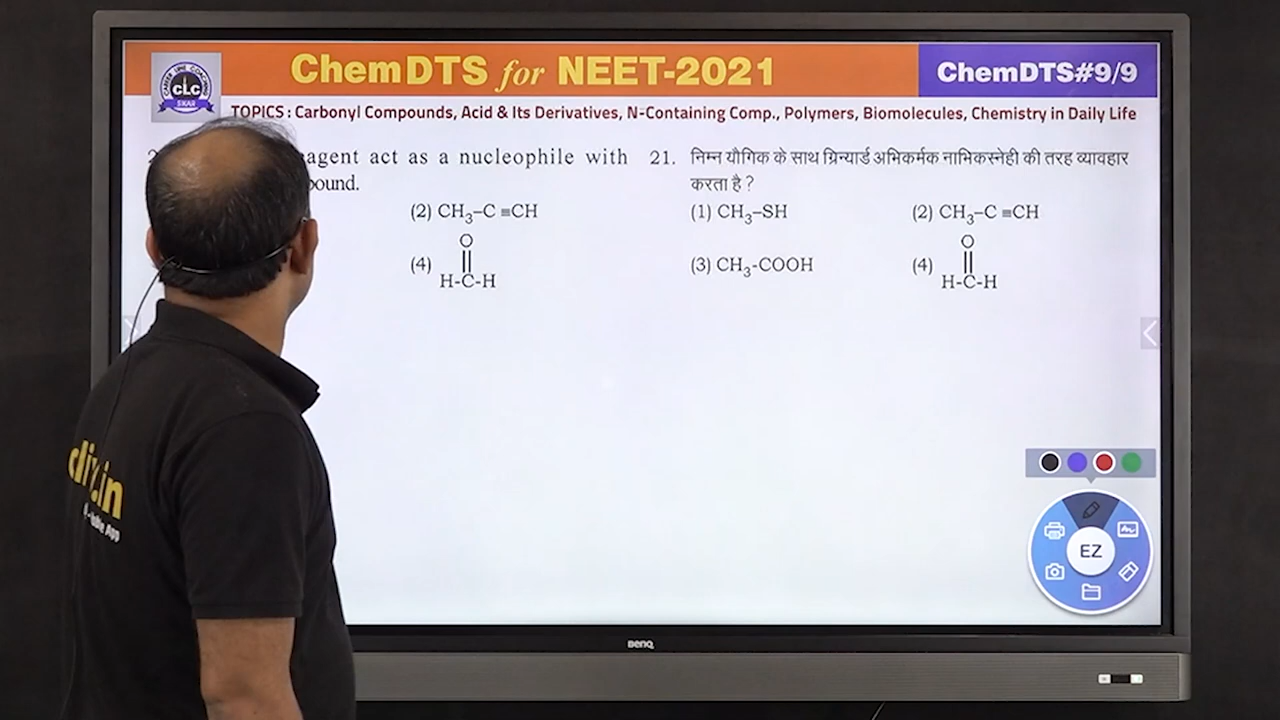 ChemDTS for NEET-2021
ChemDTS#9/9
CLC
SIKAR
TOPICS : Carbonyl Compounds, Acid & Its Derivatives, N-Containing Comp., Polymers, Biomolecules, Chemistry in Daily Life
act as a nucleophile with
(2) CH₃–C≡CH
(4) H-C-H
O
21. निम्न यौगिक के साथ ग्रिन्यार्ड अभिकर्मक नाभिकस्नेही की तरह व्यावहार
करता है ?
(1) CH₃–SH
(2) CH₃–C≡CH
(3) CH₃-COOH
(4) H-C-H
O
EZ
BenQ